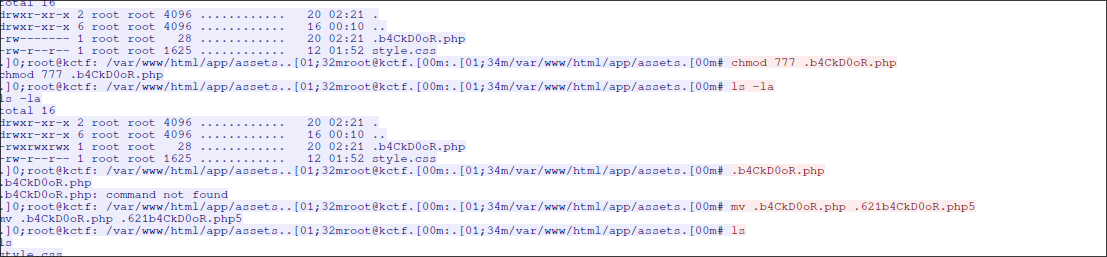 total 16
drwxr-xr-x 2 root root 4096 ............   20 02:21 .
drwxr-xr-x 6 root root 4096 ............   16 00:10 ..
-rw------- 1 root root   28 ............   20 02:21 .b4CkD0oR.php
-rw-r--r-- 1 root root 1625 ............   12 01:52 style.css
.]0;root@kctf: /var/www/html/app/assets..[01;32mroot@kctf.[00m:.[01;34m/var/www/html/app/assets.[00m# chmod 777 .b4CkD0oR.php
chmod 777 .b4CkD0oR.php
.]0;root@kctf: /var/www/html/app/assets..[01;32mroot@kctf.[00m:.[01;34m/var/www/html/app/assets.[00m# ls -la
ls -la
total 16
drwxr-xr-x 2 root root 4096 ............   20 02:21 .
drwxr-xr-x 6 root root 4096 ............   16 00:10 ..
-rwxrwxrwx 1 root root   28 ............   20 02:21 .b4CkD0oR.php
-rw-r--r-- 1 root root 1625 ............   12 01:52 style.css
.]0;root@kctf: /var/www/html/app/assets..[01;32mroot@kctf.[00m:.[01;34m/var/www/html/app/assets.[00m# .b4CkD0oR.php
.b4CkD0oR.php
.b4CkD0oR.php: command not found
.]0;root@kctf: /var/www/html/app/assets..[01;32mroot@kctf.[00m:.[01;34m/var/www/html/app/assets.[00m# mv .b4CkD0oR.php .621b4CkD0oR.php5
mv .b4CkD0oR.php .621b4CkD0oR.php5
.]0;root@kctf: /var/www/html/app/assets..[01;32mroot@kctf.[00m:.[01;34m/var/www/html/app/assets.[00m# ls
ls
style.css